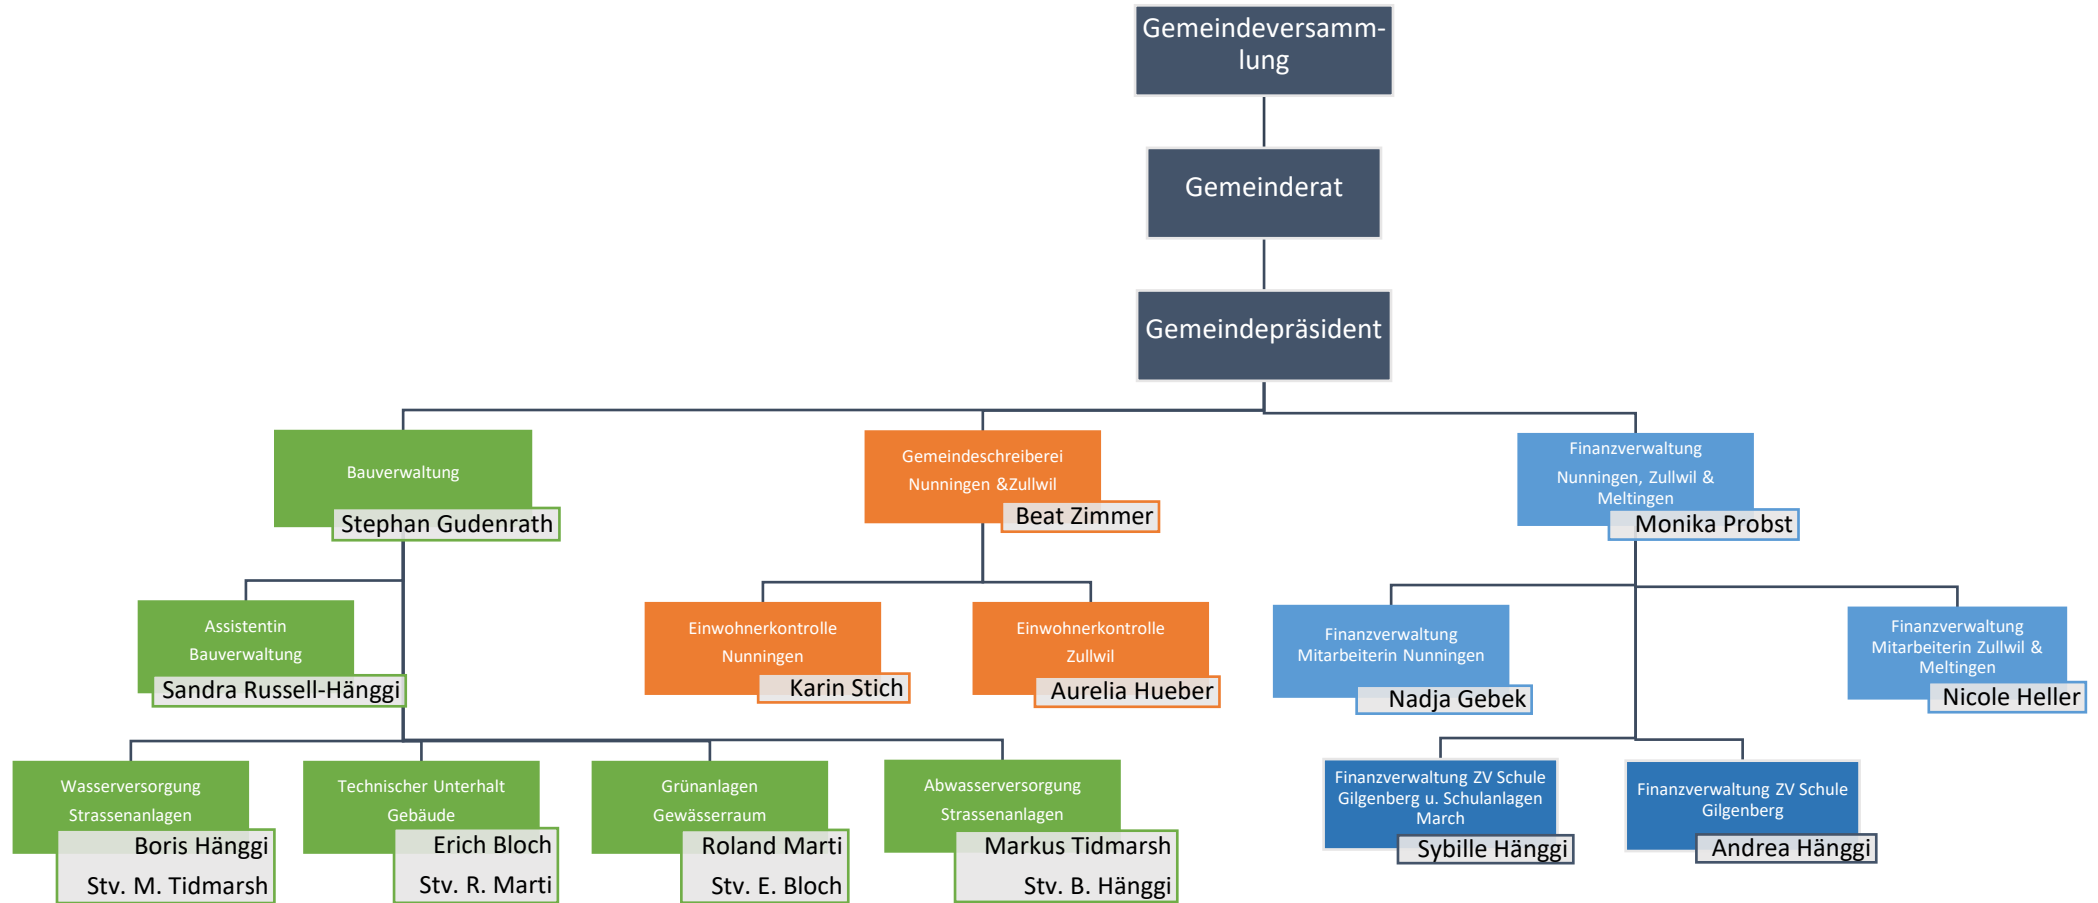 Gemeindeversamm-
lung
Gemeinderat
Gemeindepräsident
Bauverwaltung
Stephan Gudenrath
Gemeindeschreiberei
Nunningen &Zullwil
Beat Zimmer
Finanzverwaltung
Nunningen, Zullwil &
Meltingen
Monika Probst
Assistentin
Bauverwaltung
Sandra Russell-Hänggi
Einwohnerkontrolle
Nunningen
Karin Stich
Einwohnerkontrolle
Zullwil
Aurelia Hueber
Finanzverwaltung
Mitarbeiterin Nunningen
Nadja Gebek
Finanzverwaltung
Mitarbeiterin Zullwil &
Meltingen
Nicole Heller
Wasserversorgung
Strassenanlagen
Boris Hänggi
Stv. M. Tidmarsh
Technischer Unterhalt
Gebäude
Erich Bloch
Stv. R. Marti
Grünanlagen
Gewässerraum
Roland Marti
Stv. E. Bloch
Abwasserversorgung
Strassenanlagen
Markus Tidmarsh
Stv. B. Hänggi
Finanzverwaltung ZV Schule
Gilgenberg u. Schulanlagen
March
Sybille Hänggi
Finanzverwaltung ZV Schule
Gilgenberg
Andrea Hänggi